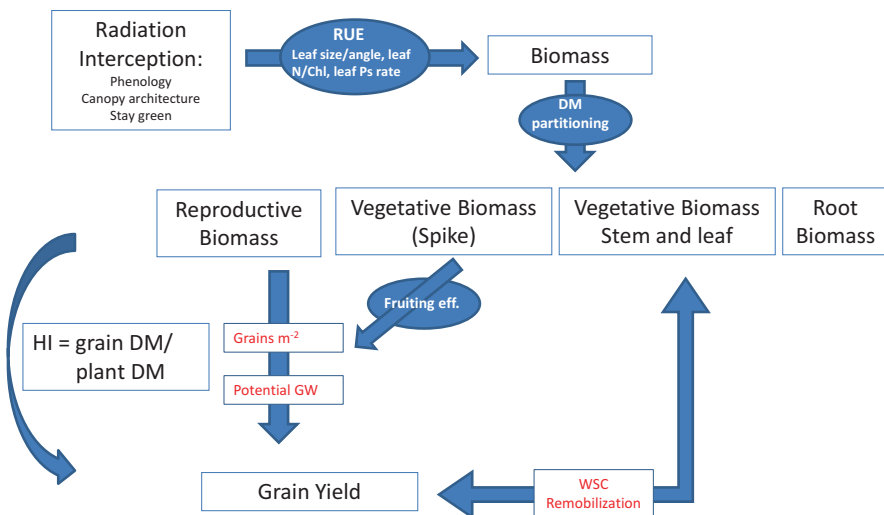 Radiation
Interception:
Phenology
Canopy architecture
Stay green
RUE
Leaf size/angle, leaf
N/Chl, leaf Ps rate
Biomass
DM
partitioning
Reproductive
Biomass
Vegetative Biomass
(Spike)
Vegetative Biomass
Stem and leaf
Root
Biomass
Fruiting eff.
HI = grain DM/
plant DM
Grains m⁻²
Potential GW
Grain Yield
WSC
Remobilization